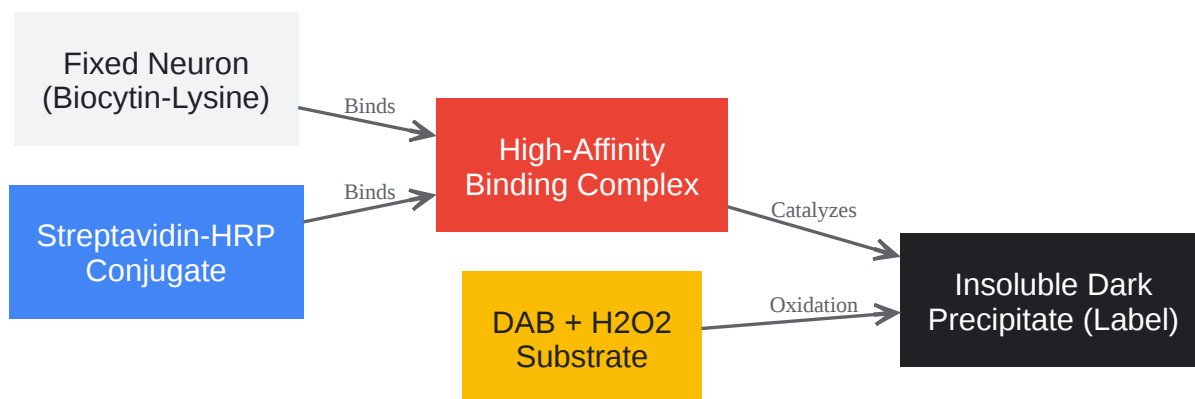 Fixed Neuron
(Biocytin-Lysine)
Binds
Streptavidin-HRP
Conjugate
Binds
High-Affinity
Binding Complex
Catalyzes
DAB + H2O2
Substrate
Oxidation
Insoluble Dark
Precipitate (Label)